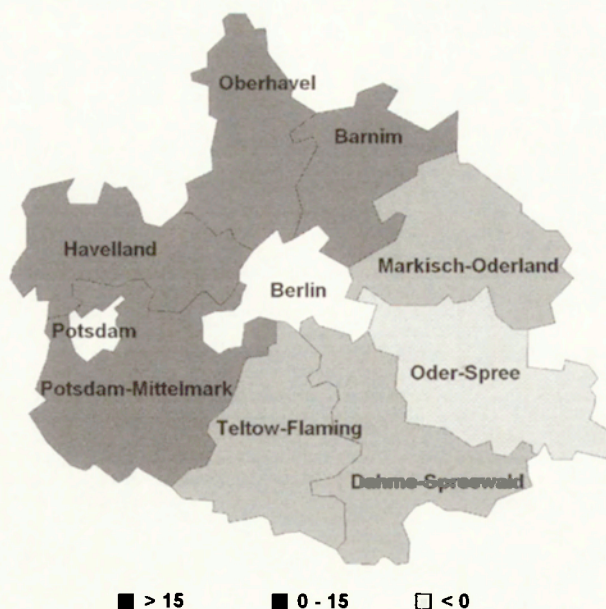 Oberhavel
Barnim
Havelland
Markisch-Oderland
Berlin
Potsdam
Oder-Spree
Potsdam-Mittelmark
Teltow-Flaming
Dahme-Spreewald
> 15 0 - 15 < 0